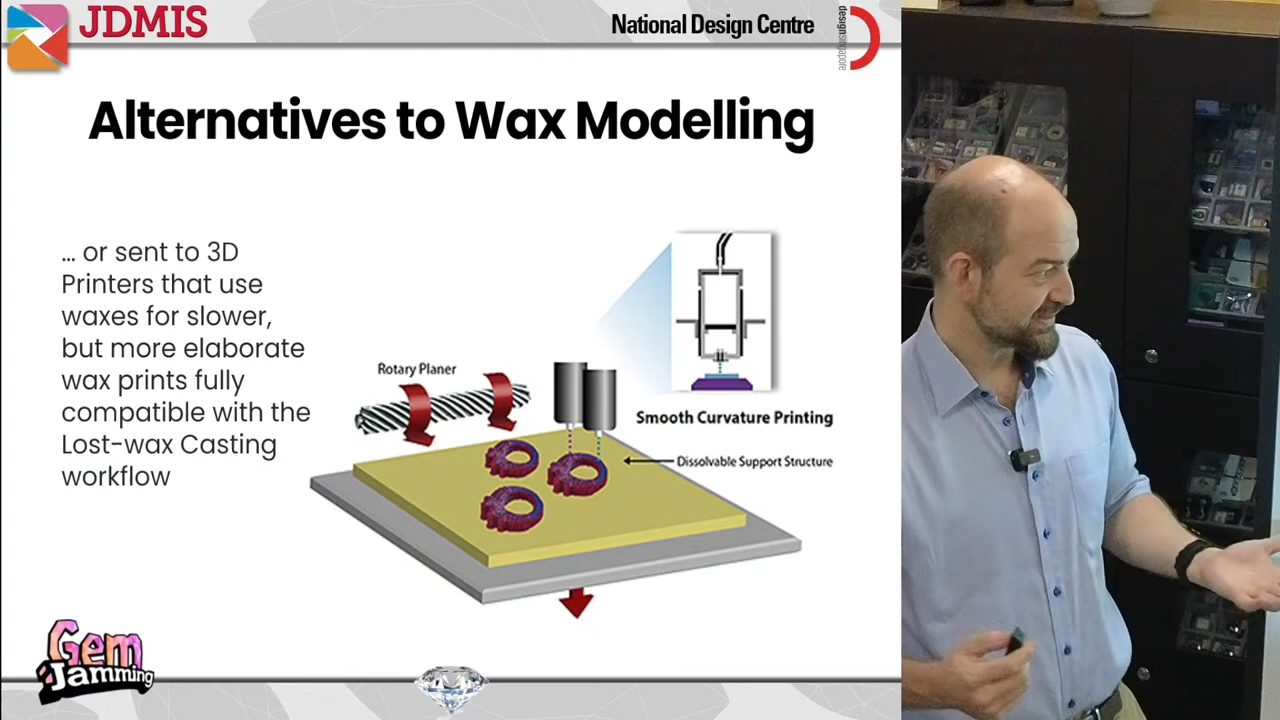 JDMIS
National Design Centre
designsingapore
Alternatives to Wax Modelling
... or sent to 3D
Printers that use
waxes for slower,
but more elaborate
wax prints fully
compatible with the
Lost-wax Casting
workflow
Rotary Planer
Smooth Curvature Printing
Dissolvable Support Structure
Gem
Jamming